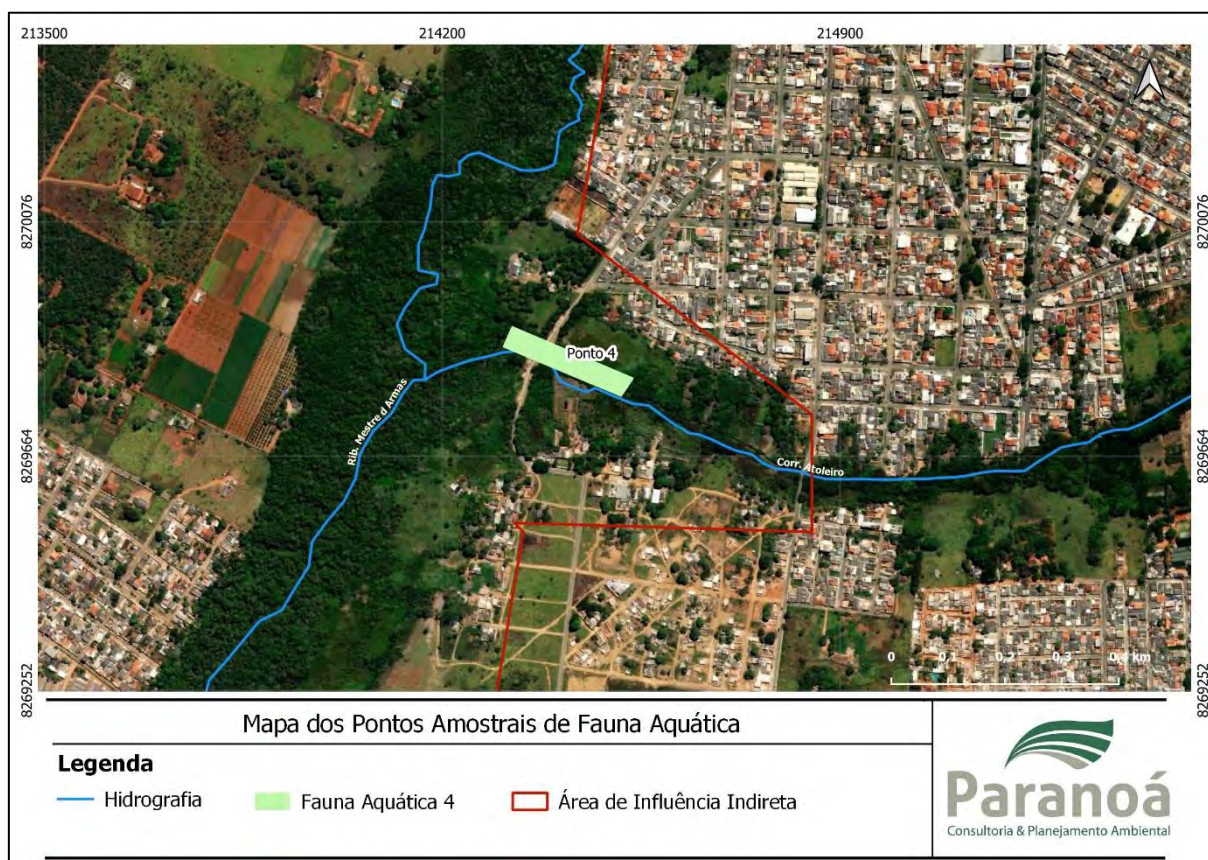 213500 214200 214900
8270076 8270076
Ponto 4
Rib. Mestre d Armas
8269664 8269664
Corr. Atoleiro
0 0,1 0,2 0,3 0,4 km
8269252 8269252
Mapa dos Pontos Amostrais de Fauna Aquática
Legenda
Hidrografia Fauna Aquática 4 Área de Influência Indireta
Paranoá
Consultoria & Planejamento Ambiental